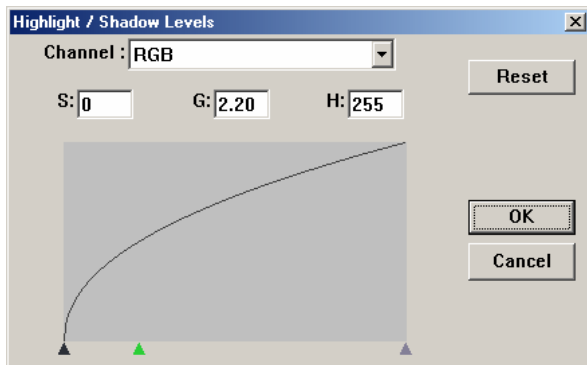 Highlight / Shadow Levels
Channel : RGB
Reset
S: 0 G: 2.20 H: 255
OK
Cancel